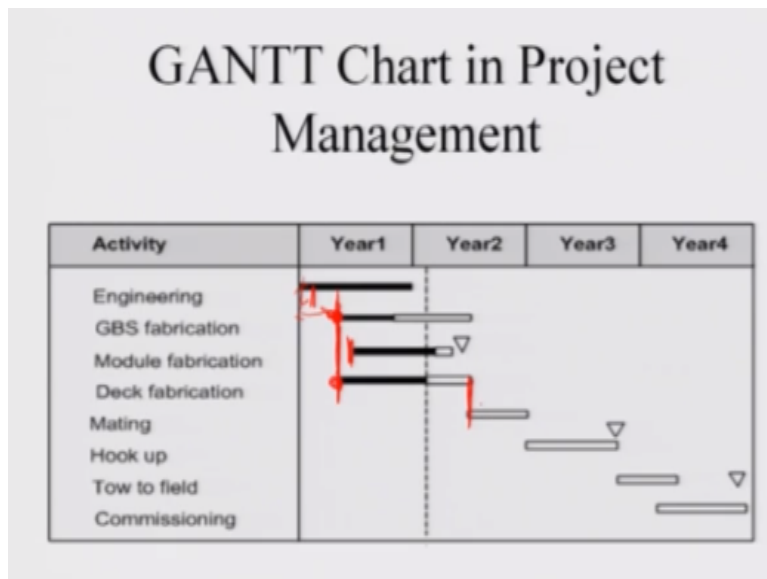 GANTT Chart in Project
Management
Activity Year1 Year2 Year3 Year4
Engineering
GBS fabrication
Module fabrication
Deck fabrication
Mating
Hook up
Tow to field
Commissioning